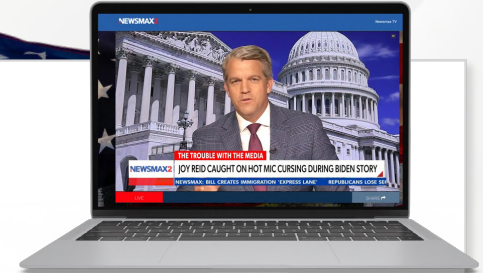 NEWSMAX2
Newsmax TV
THE TROUBLE WITH THE MEDIA
NEWSMAX2
JOY REID CAUGHT ON HOT MIC CURSING DURING BIDEN STORY
NEWSMAX: BILL CREATES IMMIGRATION 'EXPRESS LANE' REPUBLICANS LOSE
LIVE
SHARE